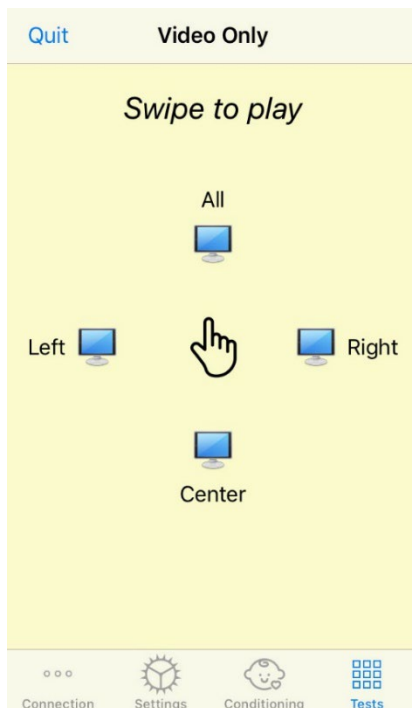 Quit Video Only
Swipe to play
All
Left Right
Center
Connection Settings Conditioning Tests